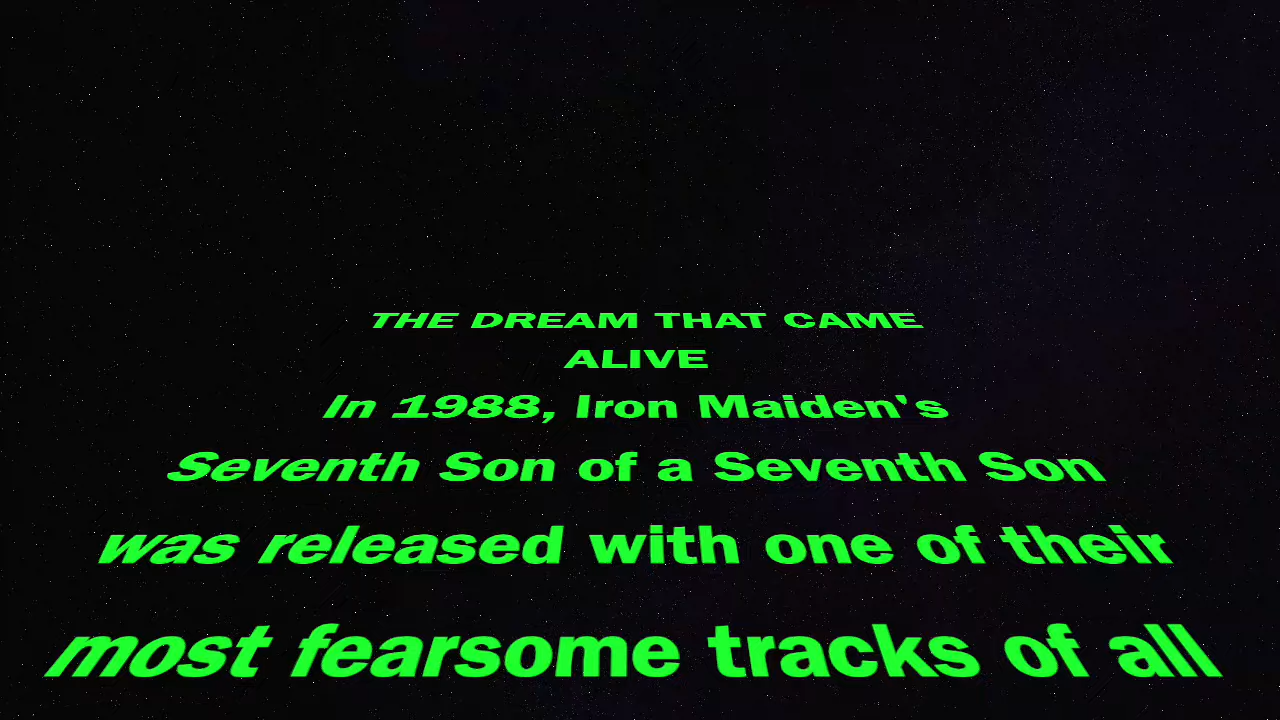 THE DREAM THAT CAME
ALIVE
In 1988, Iron Maiden's
Seventh Son of a Seventh Son
was released with one of their
most fearsome tracks of all